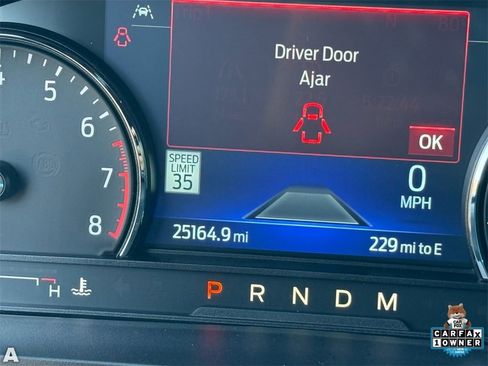 Driver Door
Ajar
OK
4
5
6
7
8
SPEED
LIMIT
35
0
MPH
25164.9 mi
229 mi to E
H
P R N D M
A
CARFAX
1 OWNER